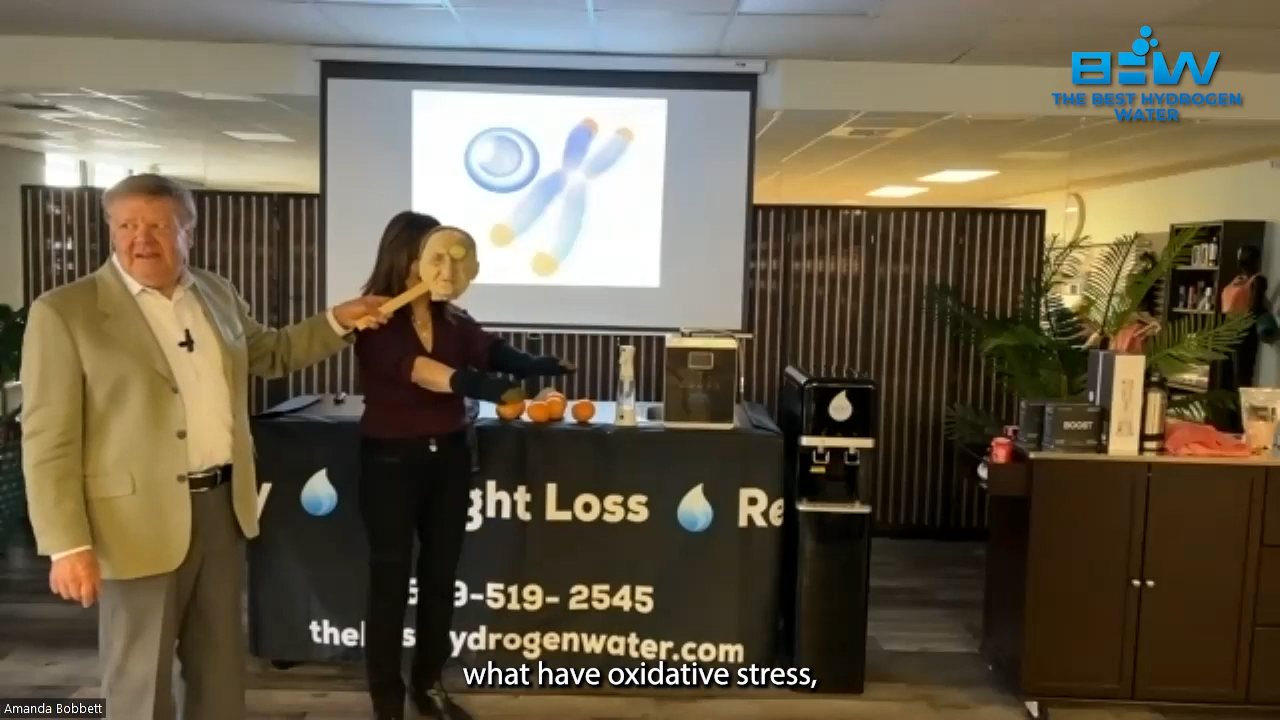 BHW
THE BEST HYDROGEN
WATER
BOOST
ght Loss
Re
9-519- 2545
ydrogenwater.com
what have oxidative stress,
Amanda Bobbett